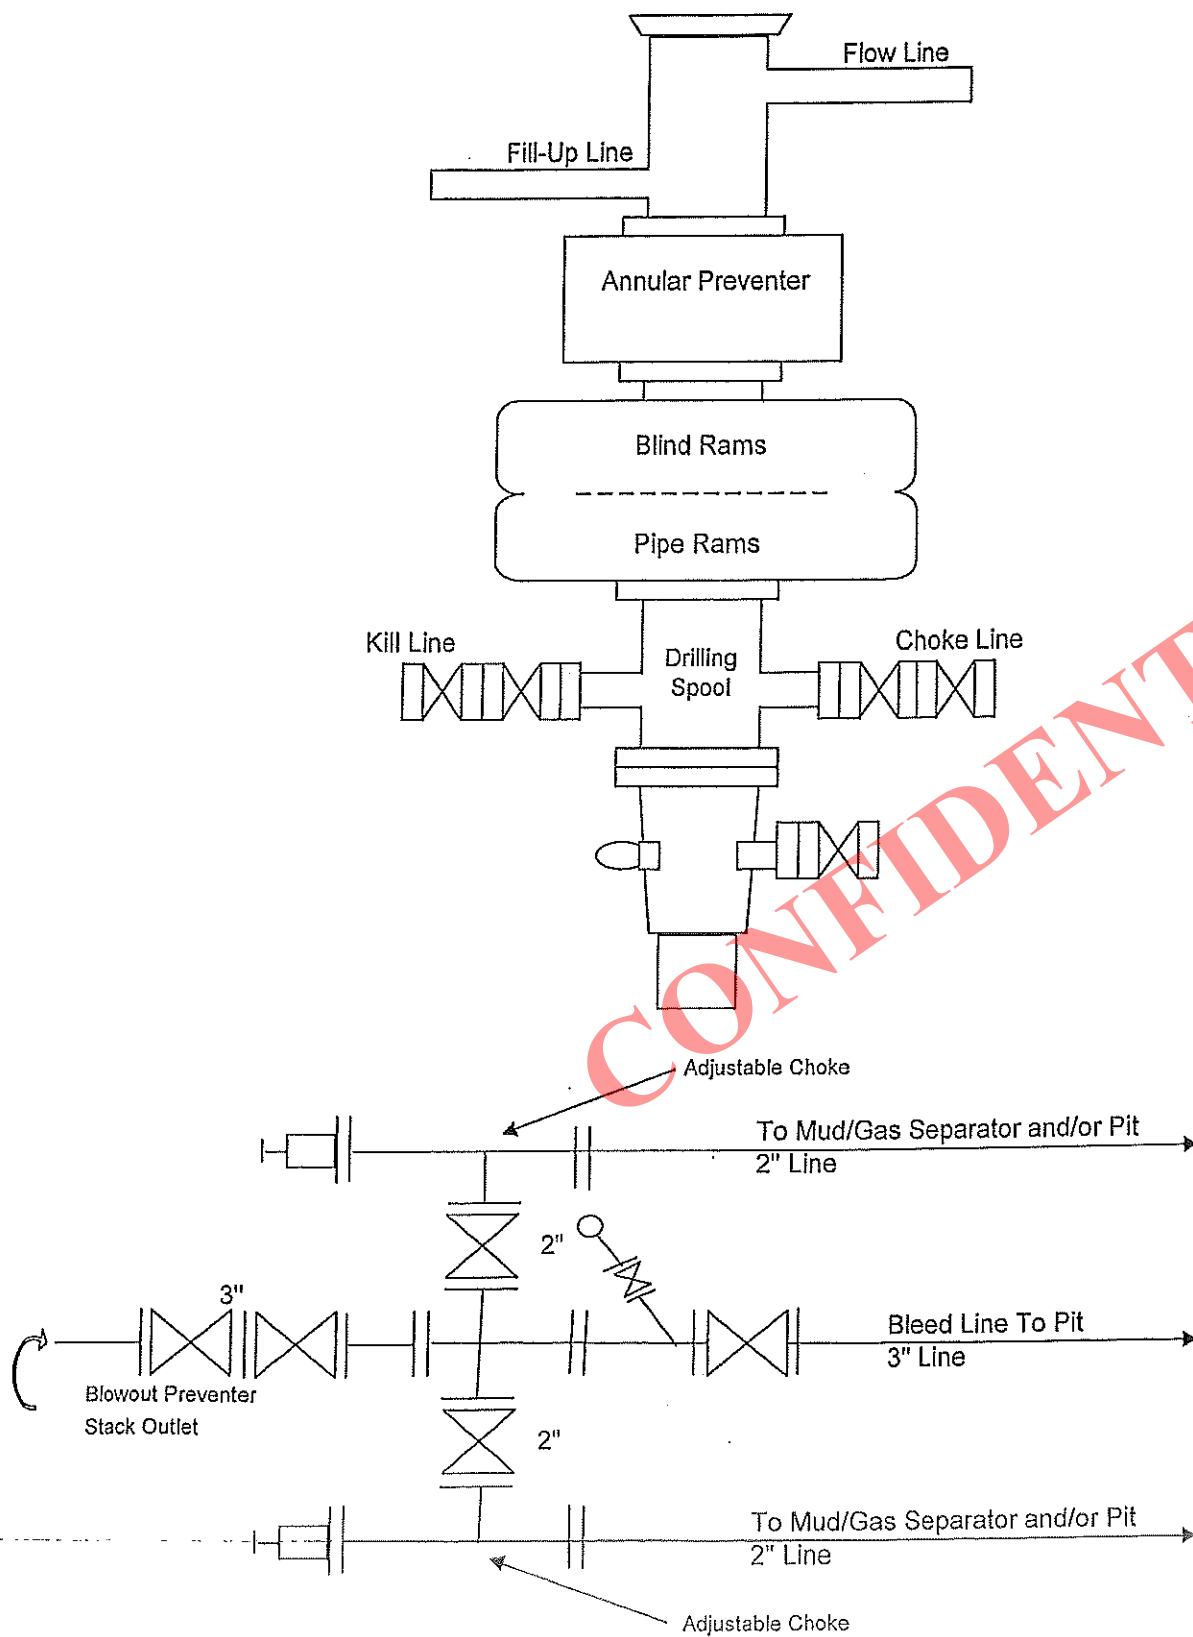 Flow Line
Fill-Up Line
Annular Preventer
Blind Rams
Pipe Rams
Kill Line
Drilling
Spool
Choke Line
CONFIDENT
Adjustable Choke
To Mud/Gas Separator and/or Pit
2" Line
2"
3"
Bleed Line To Pit
3" Line
Blowout Preventer
Stack Outlet
2"
To Mud/Gas Separator and/or Pit
2" Line
Adjustable Choke